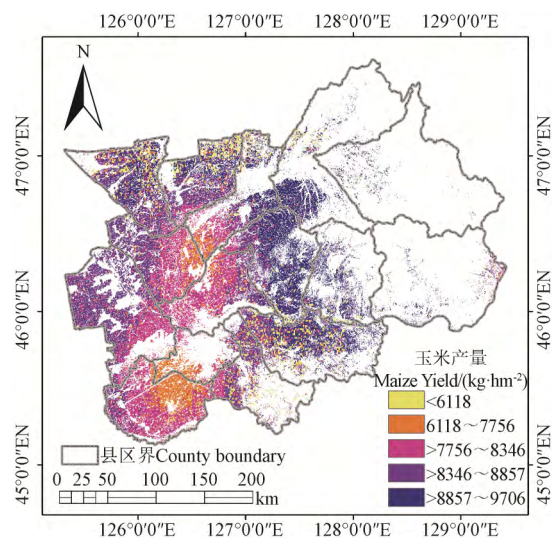 126°0′0″E 127°0′0″E 128°0′0″E 129°0′0″E
N
47°0′0″EN
47°0′0″EN
46°0′0″EN
46°0′0″EN
45°0′0″EN
45°0′0″EN
玉米产量
Maize Yield/(kg·hm⁻²)
<6118
6118～7756
>7756～8346
>8346～8857
>8857～9706
县区界County boundary
0 25 50 100 150 200
km
126°0′0″E 127°0′0″E 128°0′0″E 129°0′0″E